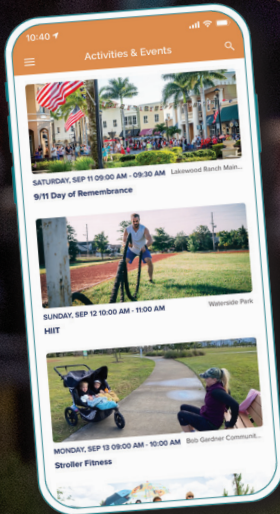 10:40
Activities & Events
SATURDAY, SEP 11 09:00 AM - 09:30 AM Lakewood Ranch Main...
9/11 Day of Remembrance
SUNDAY, SEP 12 10:00 AM - 11:00 AM Waterside Park
HIIT
MONDAY, SEP 13 09:00 AM - 10:00 AM Bob Gardner Communit...
Stroller Fitness